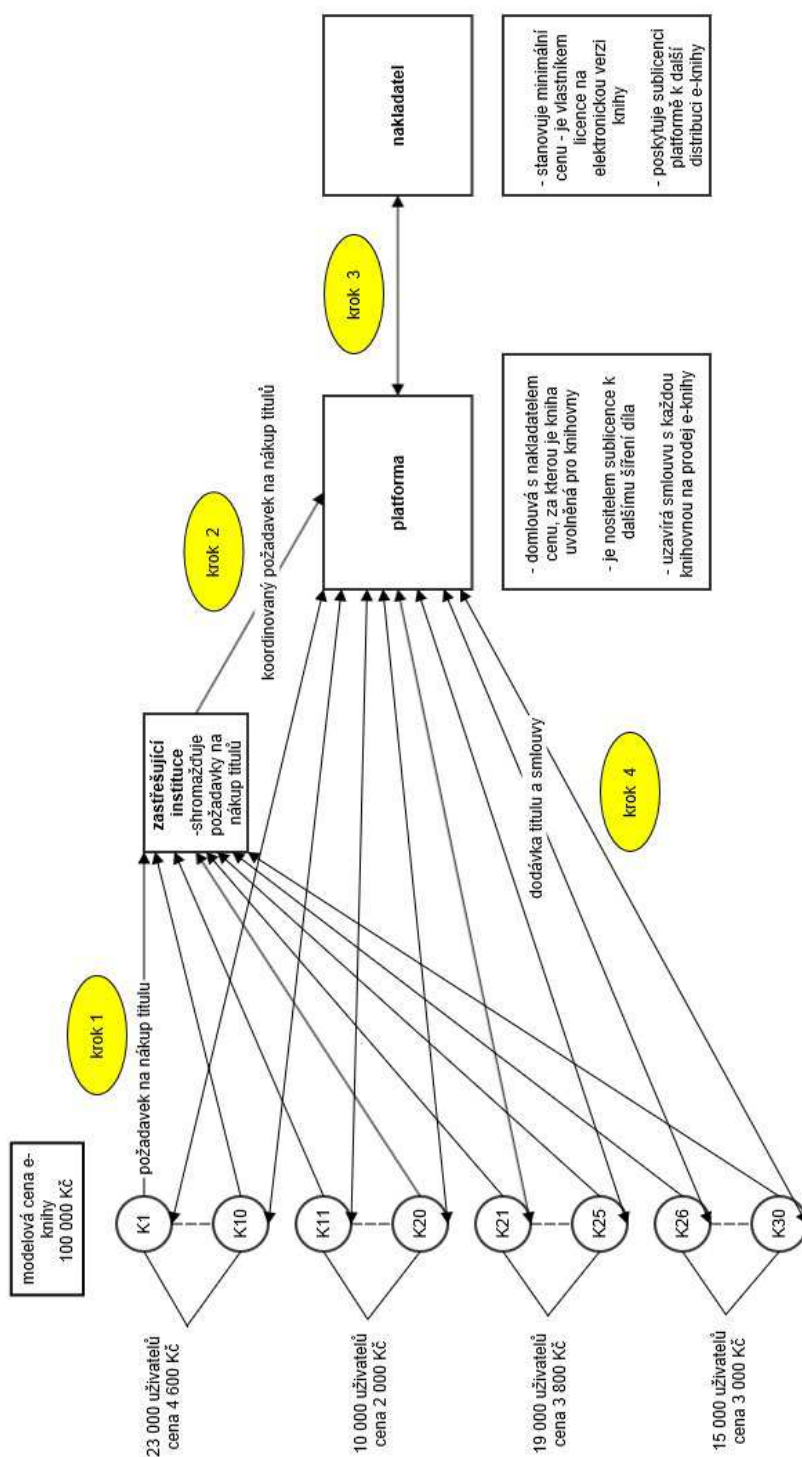 modelová cena e-
knihy
100 000 Kč
krok 1
požadavek na nákup titulu
zastřešující
instituce
-shromažďuje
požadavky na
nákup titulů
krok 2
koordinovaný požadavek na nákup titulů
krok 3
23 000 uživatelů
cena 4 600 Kč
K1
K10
10 000 uživatelů
cena 2 000 Kč
K11
K20
19 000 uživatelů
cena 3 800 Kč
K21
K25
15 000 uživatelů
cena 3 000 Kč
K26
K30
platforma
nakladatel
dodávka titulu a smlouvy
krok 4
- domlouvá s nakladatelem
cenu, za kterou je kniha
uvolněná pro knihovny
- je nositelem sublicence k
dalšímu šíření díla
- uzavírá smlouvu s každou
knihovnou na prodej e-knihy
- stanovuje minimální
cenu - je vlastníkem
licence na
elektronickou verzi
knihy
- poskytuje sublicenci
platformě k další
distribuci e-knihy